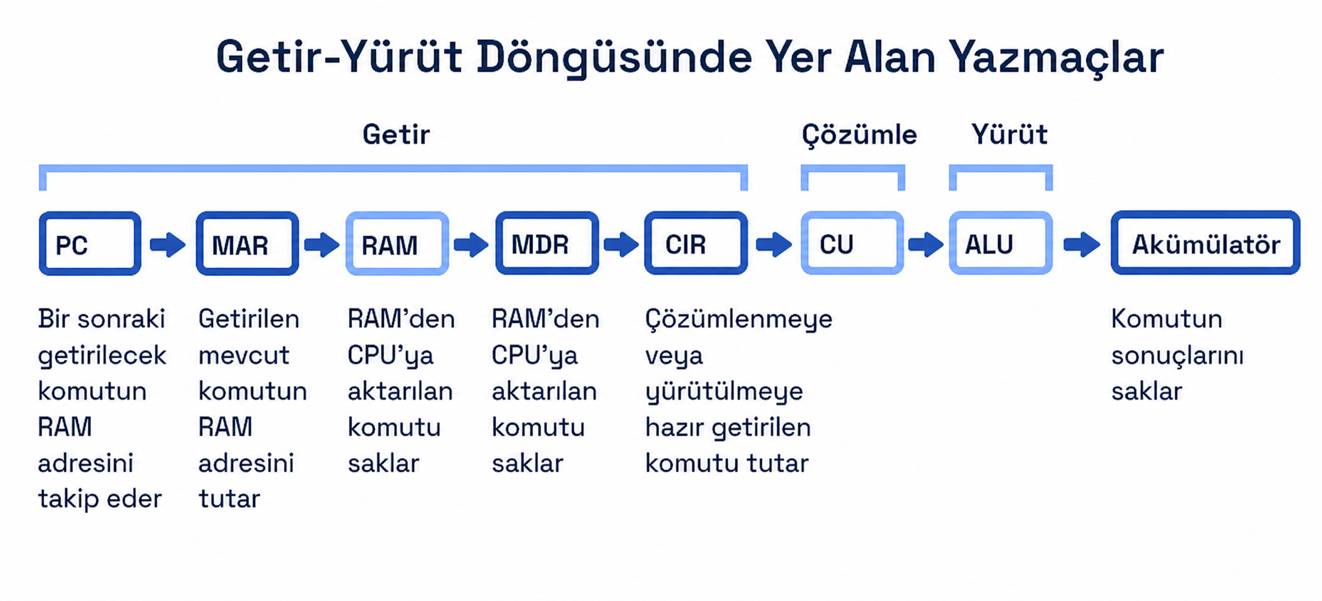 Getir-Yürüt Döngüsünde Yer Alan Yazmaçlar
Getir
Çözümle
Yürüt
PC
MAR
RAM
MDR
CIR
CU
ALU
Akümülatör
Bir sonraki
getirilecek
komutun
RAM
adresini
takip eder
Getirilen
mevcut
komutun
RAM
adresini
tutar
RAM'den
CPU'ya
aktarılan
komutu
saklar
RAM'den
CPU'ya
aktarılan
komutu
saklar
Çözümlenmeye
veya
yürütülmeye
hazır getirilen
komutu tutar
Komutun
sonuçlarını
saklar